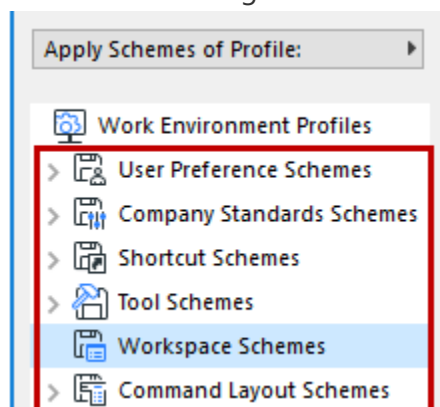 Apply Schemes of Profile:
Work Environment Profiles
User Preference Schemes
Company Standards Schemes
Shortcut Schemes
Tool Schemes
Workspace Schemes
Command Layout Schemes